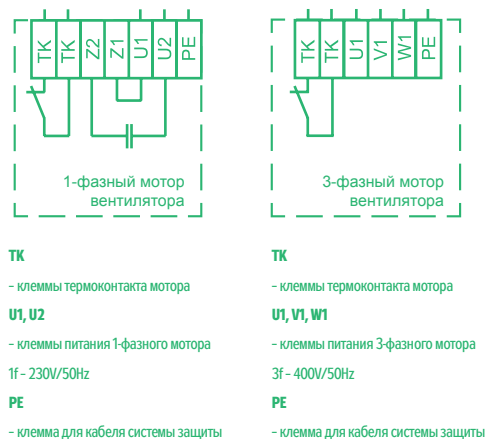 TK TK Z2 Z1 U1 U2 PE
1-фазный мотор
вентилятора
TK
– клеммы термоконтакта мотора
U1, U2
– клеммы питания 1-фазного мотора
1f – 230V/50Hz
PE
– клемма для кабеля системы защиты
TK TK U1 V1 W1 PE
3-фазный мотор
вентилятора
TK
– клеммы термоконтакта мотора
U1, V1, W1
– клеммы питания 3-фазного мотора
3f – 400V/50Hz
PE
– клемма для кабеля системы защиты